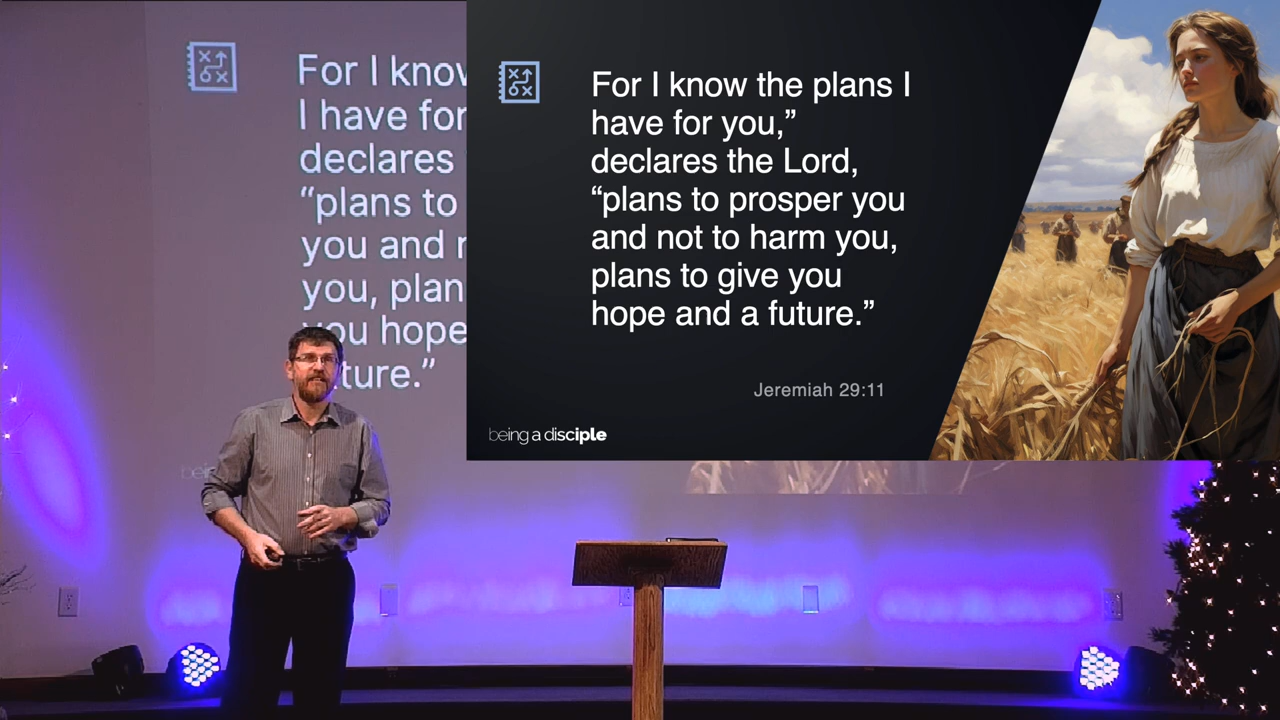 For I know
I have for
declares
“plans to
you and
you, plan
you hope
ture.”
For I know the plans I
have for you,”
declares the Lord,
“plans to prosper you
and not to harm you,
plans to give you
hope and a future.”
Jeremiah 29:11
being a disciple